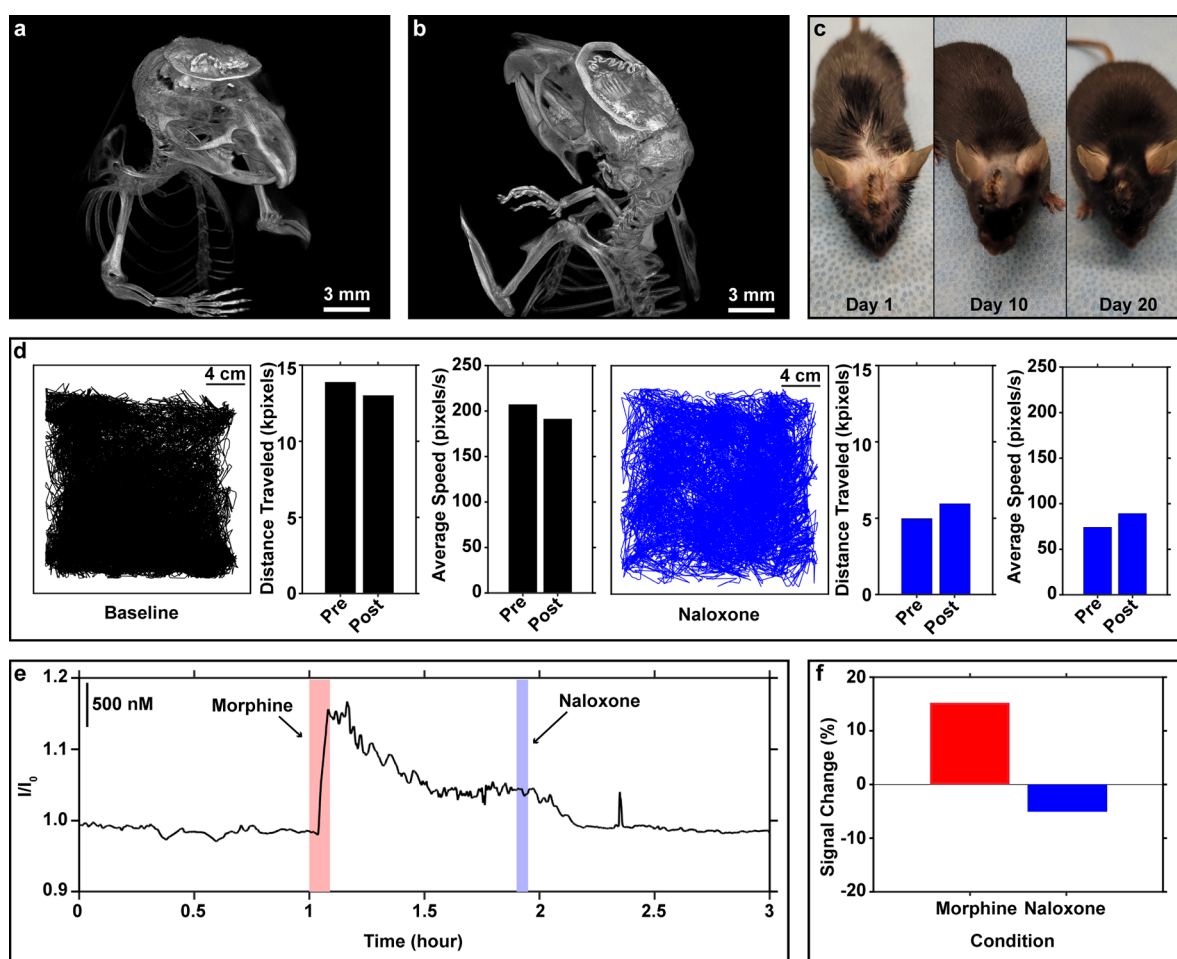 a
3 mm
b
3 mm
c
Day 1
Day 10
Day 20
d
4 cm
Baseline
Distance Traveled (kpixels)
15
10
5
0
Pre
Post
Average Speed (pixels/s)
250
200
150
100
50
0
Pre
Post
4 cm
Naloxone
Distance Traveled (kpixels)
15
10
5
0
Pre
Post
Average Speed (pixels/s)
250
200
150
100
50
0
Pre
Post
e
500 nM
Morphine
Naloxone
I/I0
1.2
1.1
1.0
0.9
0
0.5
1
1.5
2
2.5
3
Time (hour)
f
Signal Change (%)
20
10
0
-10
-20
Morphine Naloxone
Condition